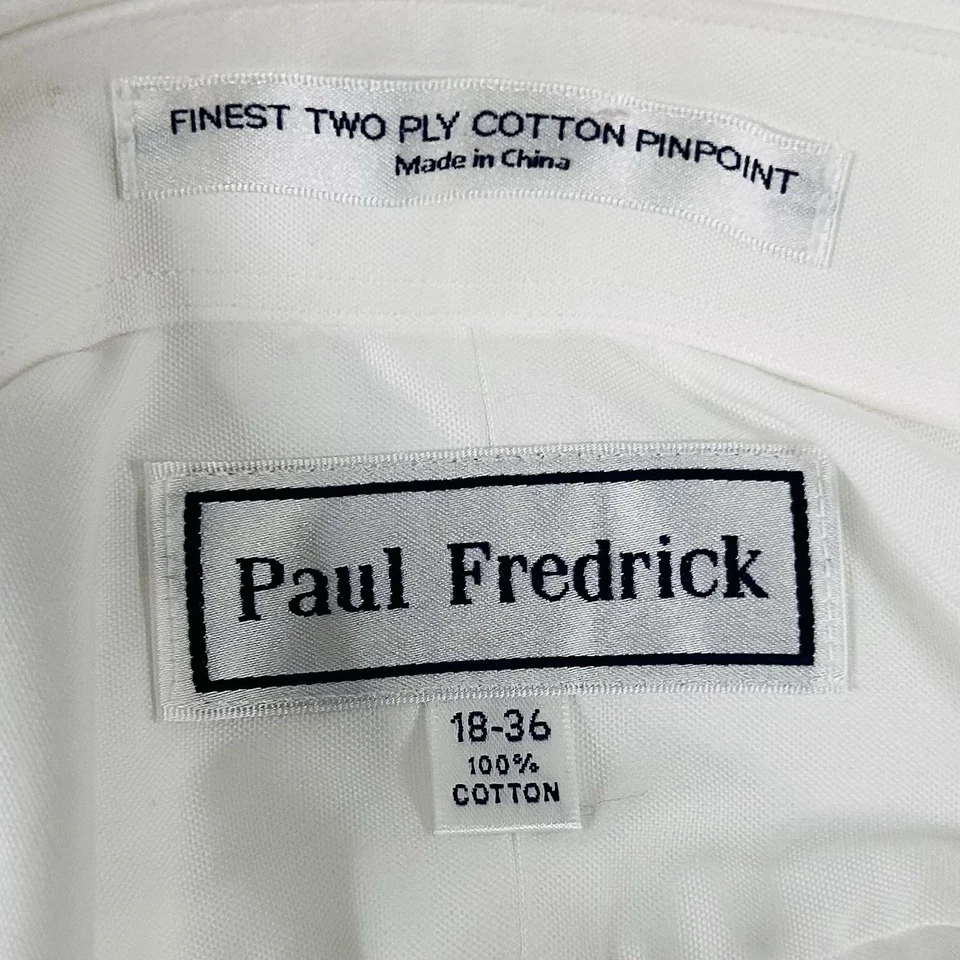 FINEST TWO PLY COTTON PINPOINT
Made in China
Paul Fredrick
18-36
100%
COTTON